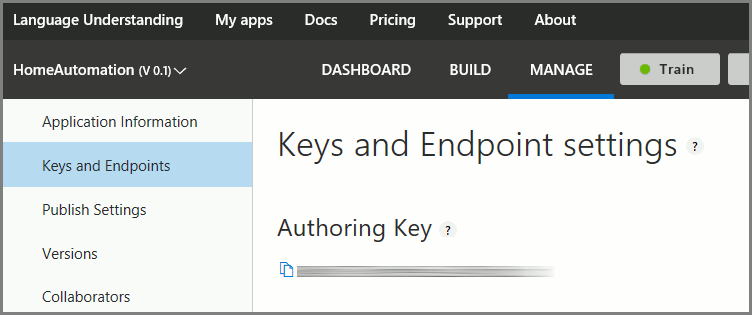 Language Understanding My apps Docs Pricing Support About
HomeAutomation (V 0.1) DASHBOARD BUILD MANAGE Train
Application Information
Keys and Endpoints
Publish Settings
Versions
Collaborators
Keys and Endpoint settings ?
Authoring Key ?